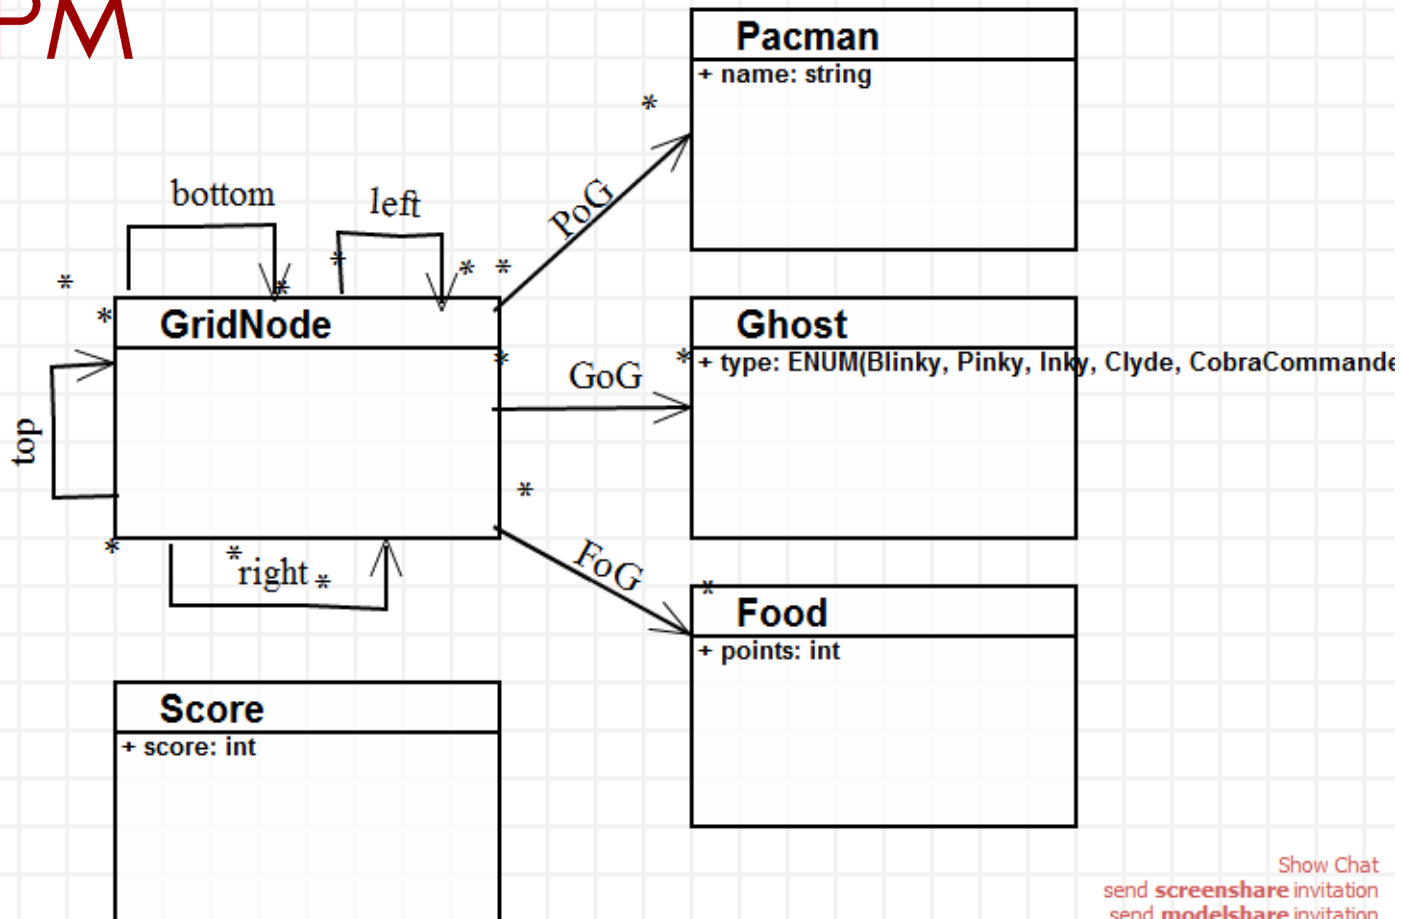 PM
Pacman
+ name: string
*
bottom
left
PoG
*
*
*
*
*
*
GridNode
Ghost
*
*
+ type: ENUM(Blinky, Pinky, Inky, Clyde, CobraCommande
GoG
top
*
*
*
right
*
FoG
*
Food
+ points: int
Score
+ score: int
Show Chat
send screenshare invitation
send modelshare invitation